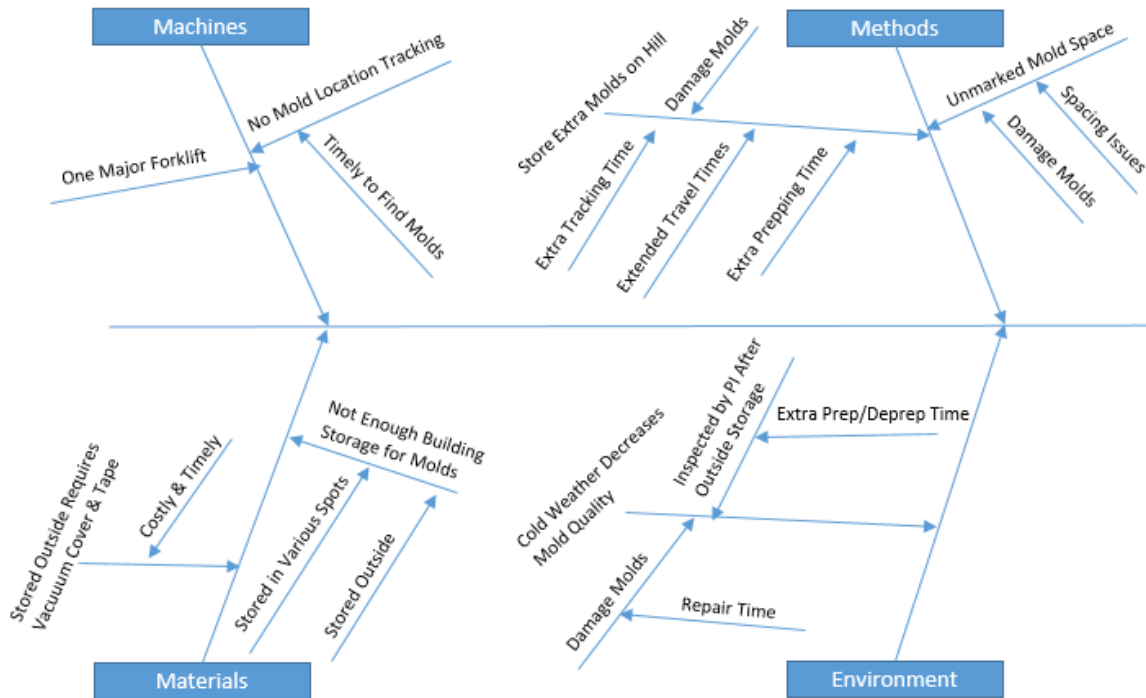 Machines
No Mold Location Tracking
One Major Forklift
Timely to Find Molds
Methods
Store Extra Molds on Hill
Damage Molds
Extra Tracking Time
Extended Travel Times
Extra Prepping Time
Unmarked Mold Space
Spacing Issues
Damage Molds
Stored Outside Requires
Vacuuum Cover & Tape
Costly & Timely
Not Enough Building
Storage for Molds
Stored in Various Spots
Stored Outside
Materials
Cold Weather Decreases
Mold Quality
Inspected by PI After
Outside Storage
Extra Prep/Deprep Time
Damage Molds
Repair Time
Environment